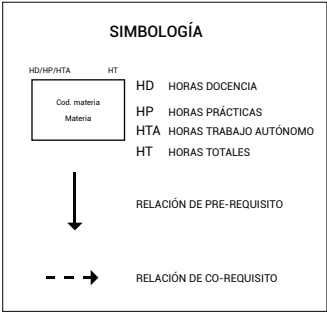 SIMBOLOGÍA
HD/HP/HTA HT
Cod. materia
Materia
HD HORAS DOCENCIA
HP HORAS PRÁCTICAS
HTA HORAS TRABAJO AUTÓNOMO
HT HORAS TOTALES
RELACIÓN DE PRE-REQUISITO
RELACIÓN DE CO-REQUISITO